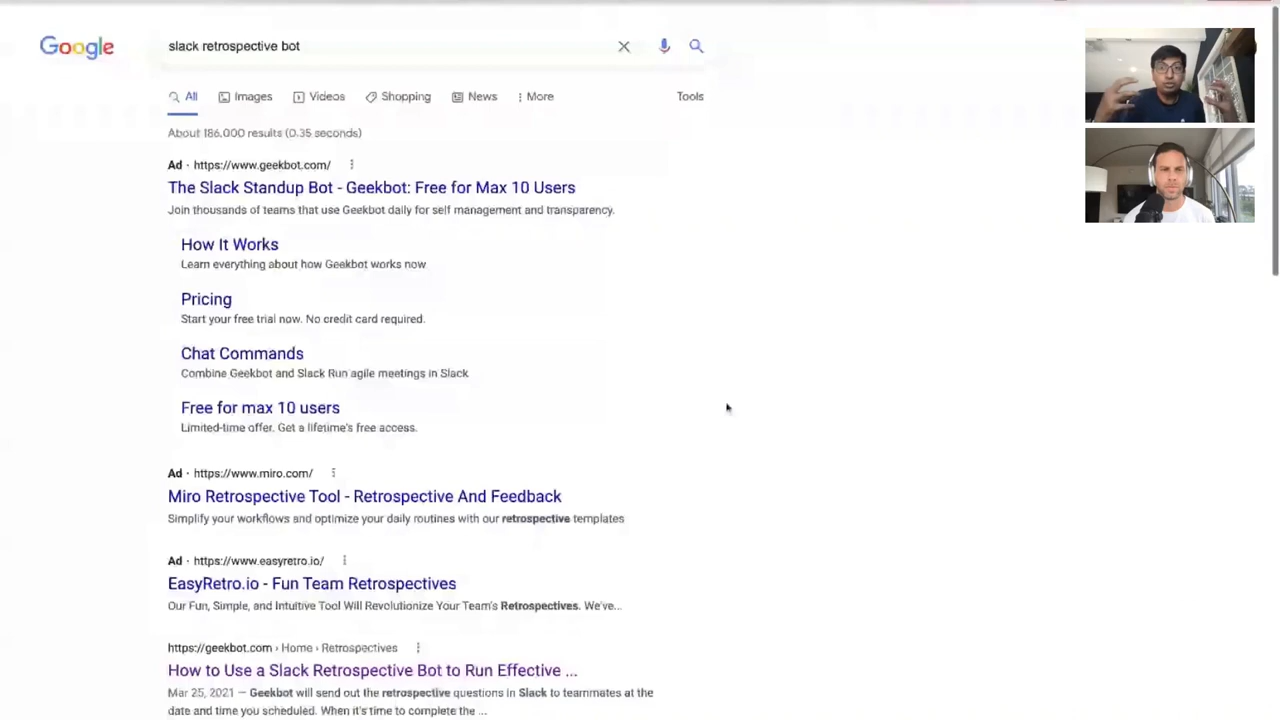 Google
slack retrospective bot
All Images Videos Shopping News More Tools
About 186,000 results (0.35 seconds)
Ad · https://www.geekbot.com/
The Slack Standup Bot - Geekbot: Free for Max 10 Users
Join thousands of teams that use Geekbot daily for self management and transparency.
How It Works
Learn everything about how Geekbot works now
Pricing
Start your free trial now. No credit card required.
Chat Commands
Combine Geekbot and Slack Run agile meetings in Slack
Free for max 10 users
Limited-time offer. Get a lifetime's free access.
Ad · https://www.miro.com/
Miro Retrospective Tool - Retrospective And Feedback
Simplify your workflows and optimize your daily routines with our retrospective templates
Ad · https://www.easyretro.io/
EasyRetro.io - Fun Team Retrospectives
Our Fun, Simple, and Intuitive Tool Will Revolutionize Your Team's Retrospectives. We've...
https://geekbot.com › Home › Retrospectives
How to Use a Slack Retrospective Bot to Run Effective ...
Mar 25, 2021 — Geekbot will send out the retrospective questions in Slack to teammates at the
date and time you scheduled. When it's time to complete the ...